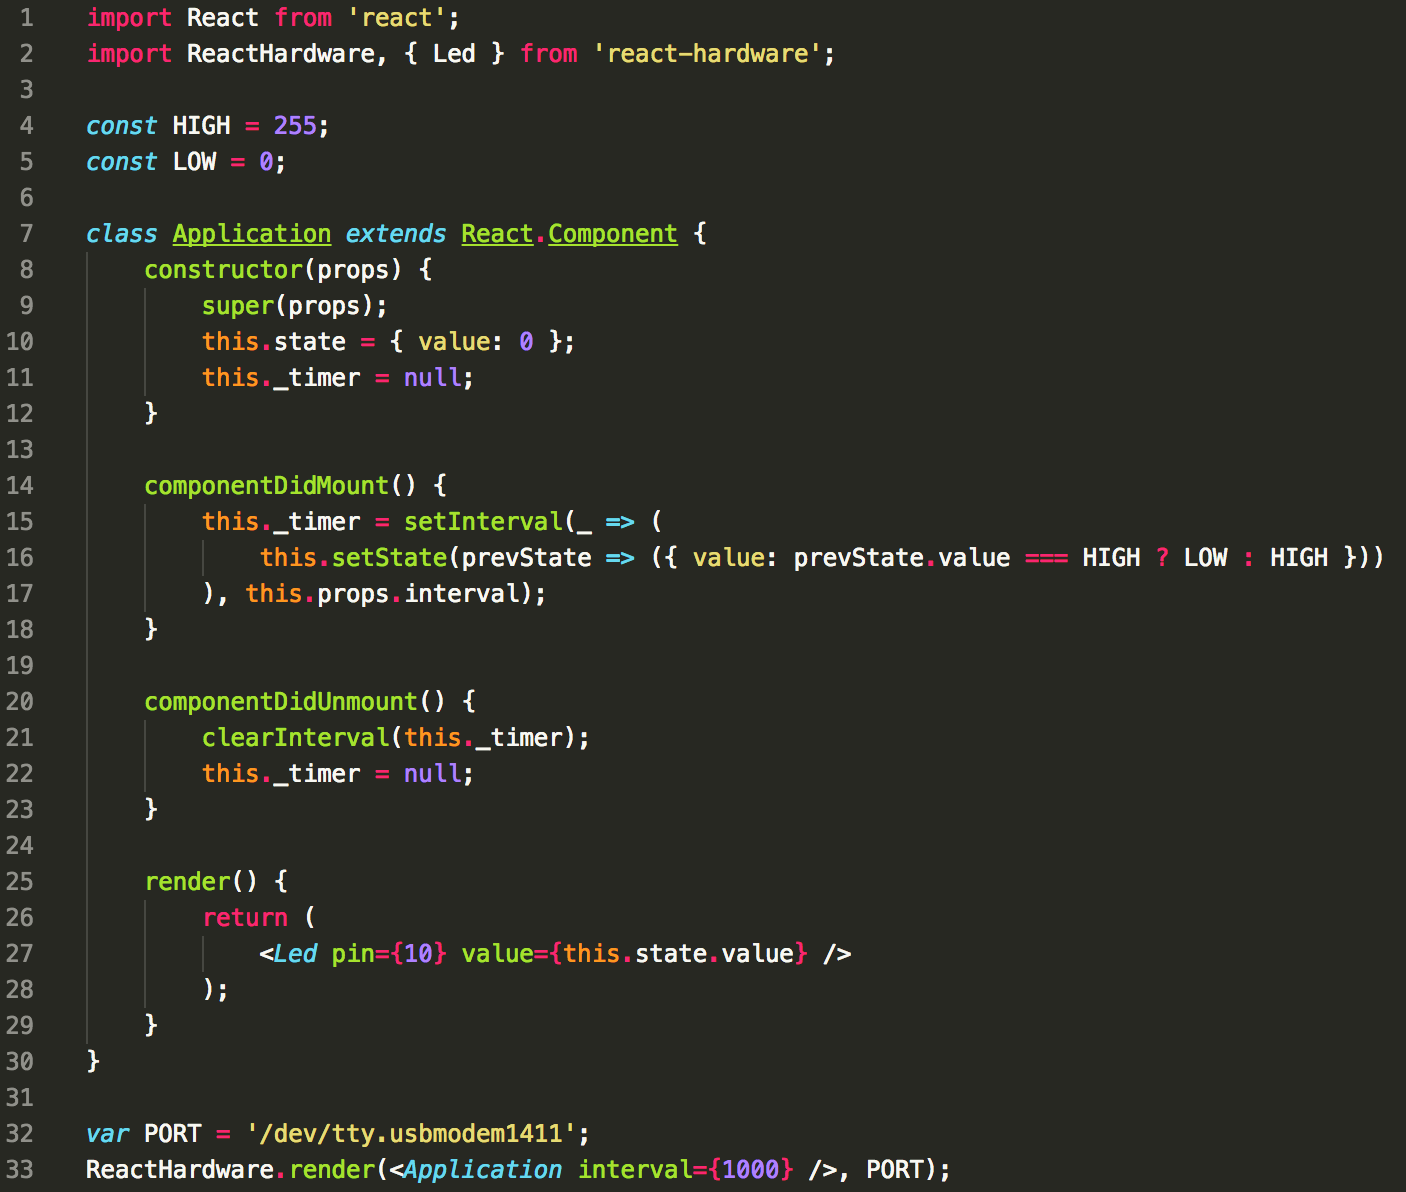 1 import React from 'react';
2 import ReactHardware, { Led } from 'react-hardware';
3
4 const HIGH = 255;
5 const LOW = 0;
6
7 class Application extends React.Component {
8     constructor(props) {
9         super(props);
10         this.state = { value: 0 };
11         this._timer = null;
12     }
13
14     componentDidMount() {
15         this._timer = setInterval(_ => (
16             this.setState(prevState => ({ value: prevState.value === HIGH ? LOW : HIGH }))
17         ), this.props.interval);
18     }
19
20     componentDidUnmount() {
21         clearInterval(this._timer);
22         this._timer = null;
23     }
24
25     render() {
26         return (
27             <Led pin={10} value={this.state.value} />
28         );
29     }
30 }
31
32 var PORT = '/dev/tty.usbmodem1411';
33 ReactHardware.render(<Application interval={1000} />, PORT);